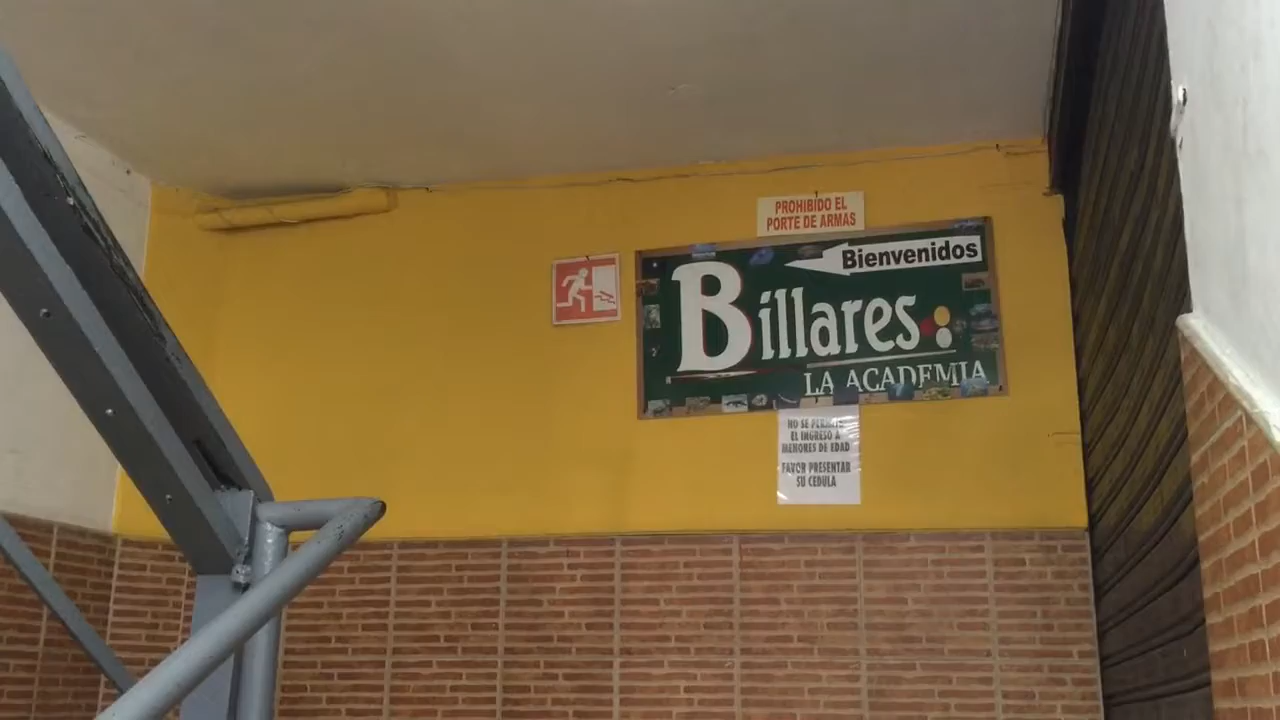 PROHIBIDO EL
PORTE DE ARMAS
Bienvenidos
Billares
LA ACADEMIA
NO SE PERMITE
EL INGRESO A
MENORES DE EDAD
FAVOR PRESENTAR
SU CEDULA